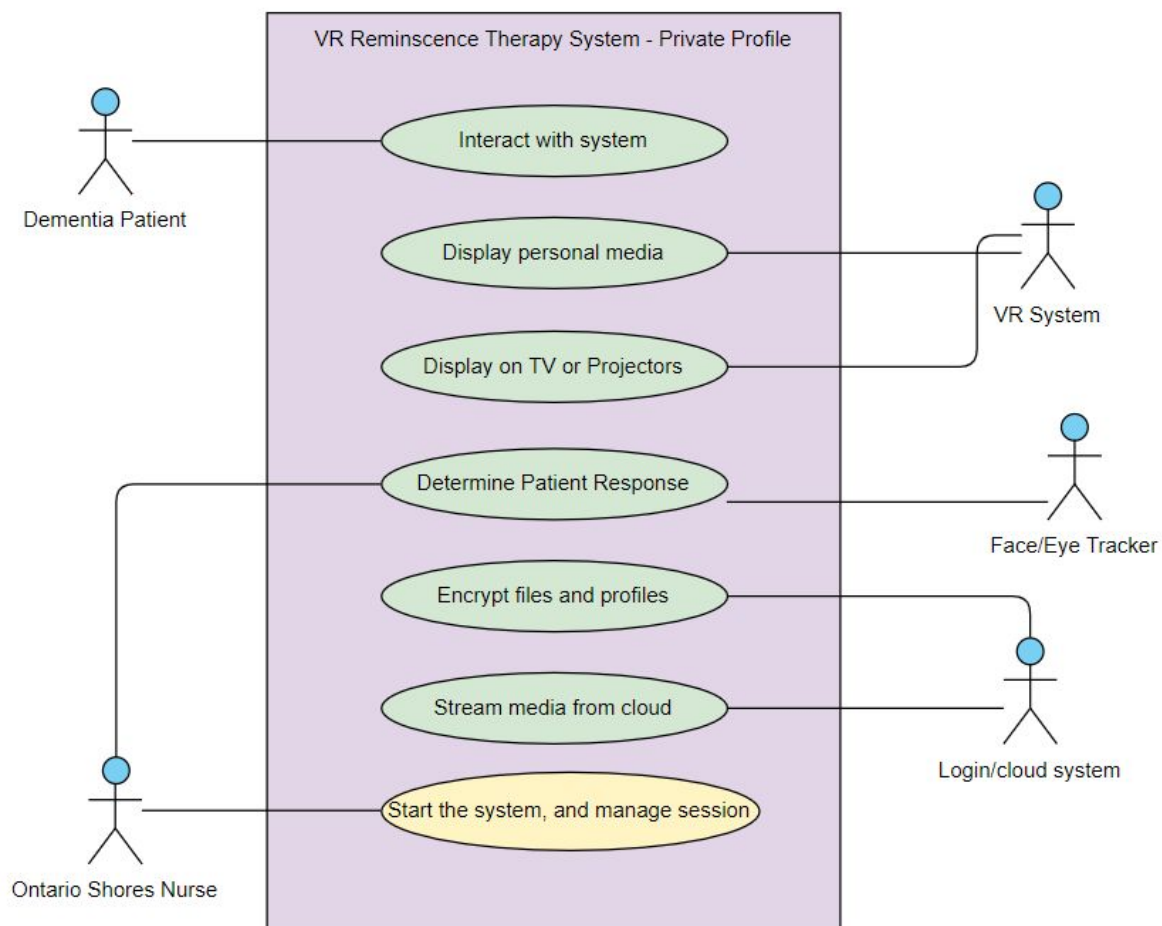 VR Reminscence Therapy System - Private Profile
Interact with system
Dementia Patient
Display personal media
VR System
Display on TV or Projectors
Determine Patient Response
Face/Eye Tracker
Encrypt files and profiles
Stream media from cloud
Login/cloud system
Start the system, and manage session
Ontario Shores Nurse